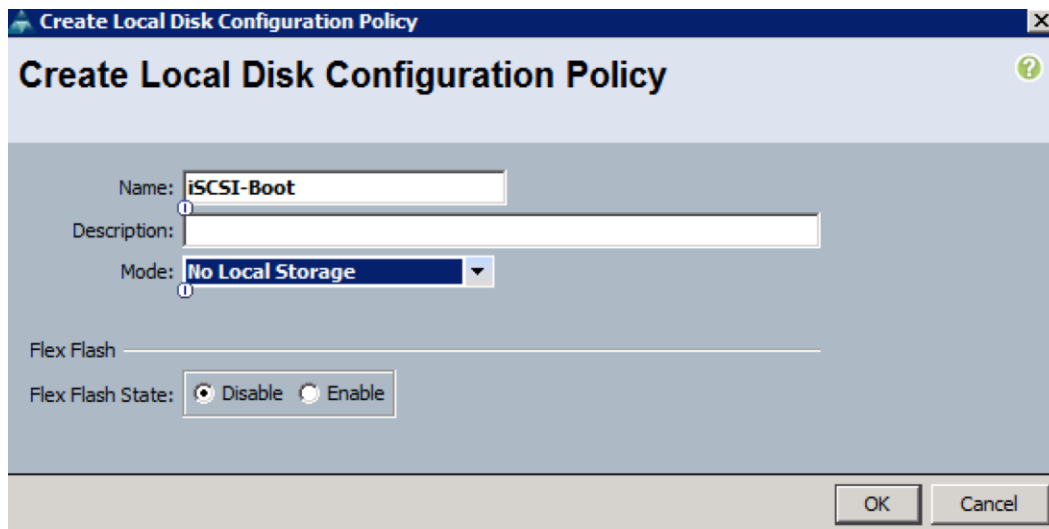 Create Local Disk Configuration Policy
Create Local Disk Configuration Policy
Name: iSCSI-Boot
Description:
Mode: No Local Storage
Flex Flash
Flex Flash State: Disable Enable
OK Cancel